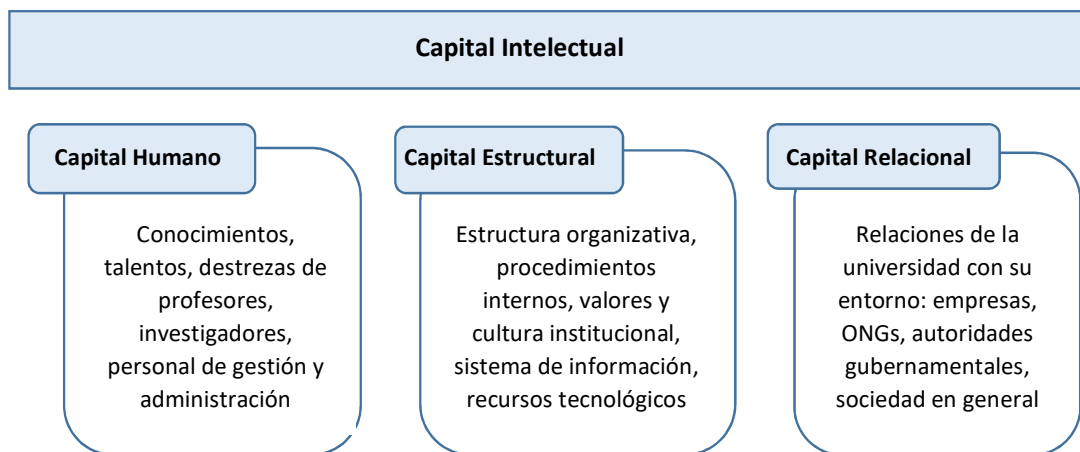 Capital Intelectual
Capital Humano
Conocimientos,
talentos, destrezas de
profesores,
investigadores,
personal de gestión y
administración
Capital Estructural
Estructura organizativa,
procedimientos
internos, valores y
cultura institucional,
sistema de información,
recursos tecnológicos
Capital Relacional
Relaciones de la
universidad con su
entorno: empresas,
ONGs, autoridades
gubernamentales,
sociedad en general